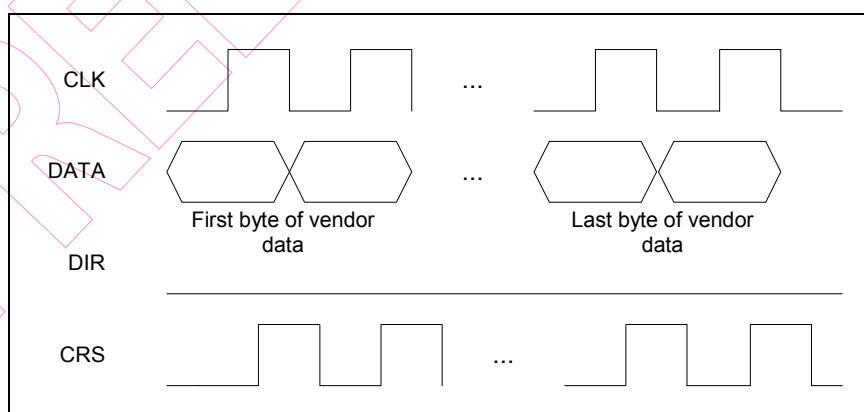 CLK
...
DATA
...
First byte of vendor
data
Last byte of vendor
data
DIR
CRS
...